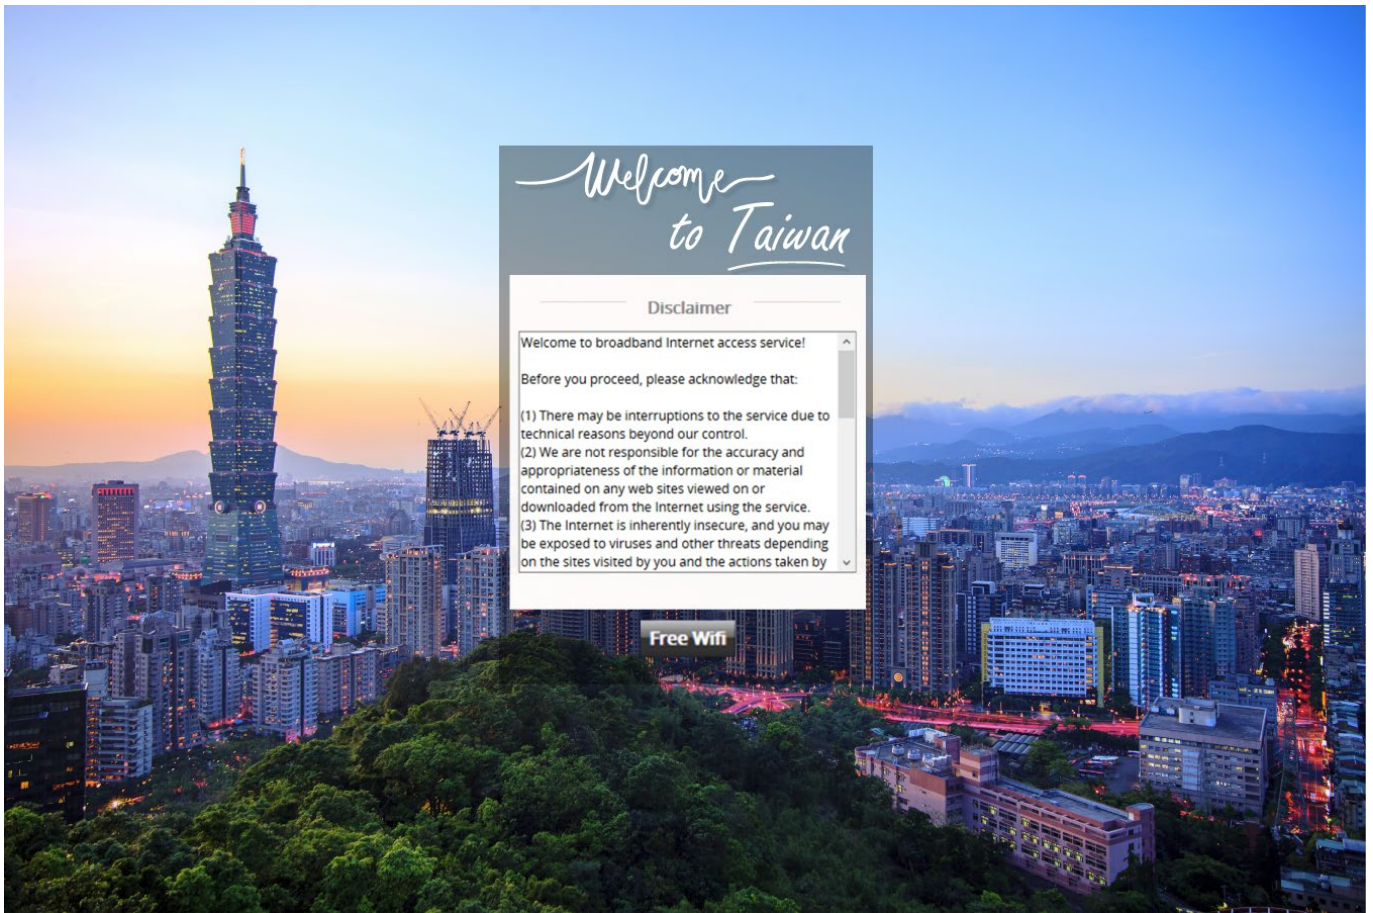 Welcome
to Taiwan
Disclaimer
Welcome to broadband Internet access service!
Before you proceed, please acknowledge that:
(1) There may be interruptions to the service due to
technical reasons beyond our control.
(2) We are not responsible for the accuracy and
appropriateness of the information or material
contained on any web sites viewed on or
downloaded from the Internet using the service.
(3) The Internet is inherently insecure, and you may
be exposed to viruses and other threats depending
on the sites visited by you and the actions taken by
Free Wifi